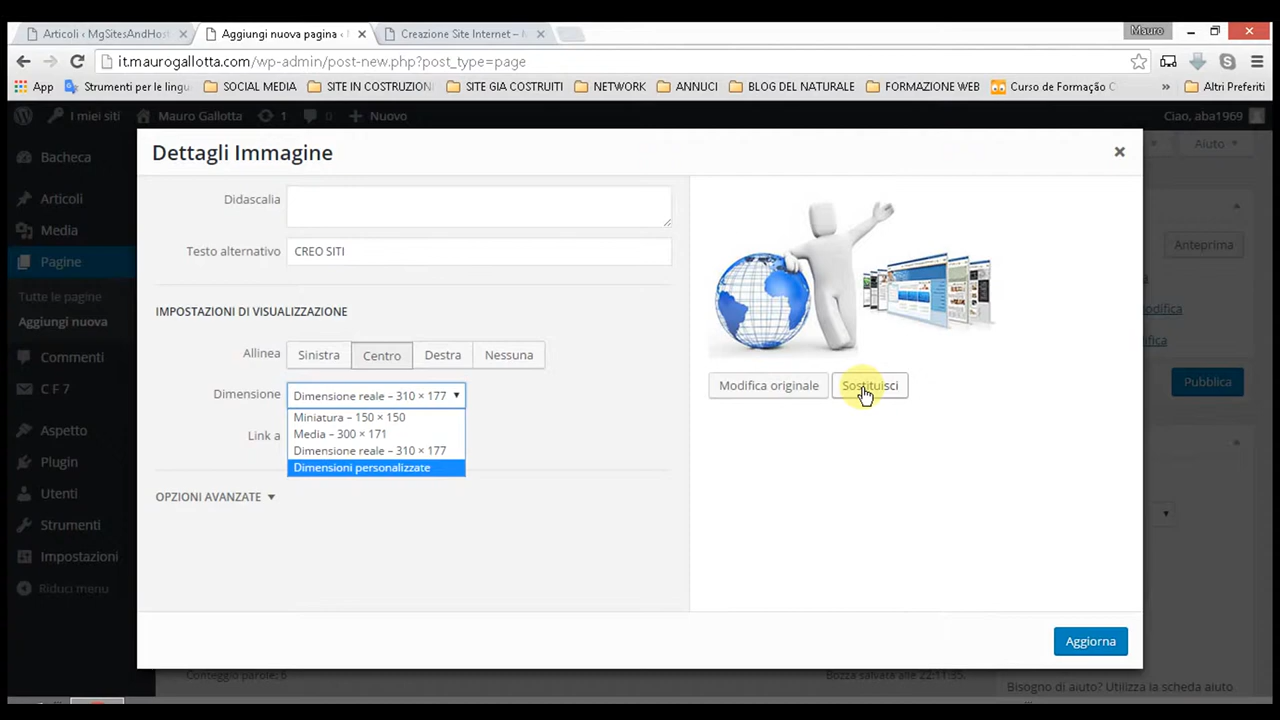 Articoli ‹ MgSitesAndHost
Aggiungi nuova pagina ‹
Creazione Site Internet –
Mauro
it.maurogallotta.com/wp-admin/post-new.php?post_type=page
App
Strumenti per le lingu
SOCIAL MEDIA
SITE IN COSTRUZION
SITE GIA COSTRUITI
NETWORK
ANNUCI
BLOG DEL NATURALE
FORMAZIONE WEB
Curso de Formação
»
Altri Preferiti
I miei siti
Mauro Gallotta
1
0
Nuovo
Ciao, aba1969
Bacheca
Articoli
Media
Pagine
Tutte le pagine
Aggiungi nuova
Commenti
C F 7
Aspetto
Plugin
Utenti
Strumenti
Impostazioni
Riduci menu
Dettagli Immagine
Didascalia
Testo alternativo
CREO SITI
IMPOSTAZIONI DI VISUALIZZAZIONE
Allinea
Sinistra
Centro
Destra
Nessuna
Dimensione
Dimensione reale – 310 × 177
Miniatura – 150 × 150
Media – 300 × 171
Dimensione reale – 310 × 177
Dimensioni personalizzate
Link a
OPZIONI AVANZATE
Modifica originale
Sostituisci
Aggiorna
Aiuto
Anteprima
odifica
ifica
Pubblica
Conteggio parole: 6
Bozza salvata alle 22:11:35.
Bisogno di aiuto? Utilizza la scheda aiuto